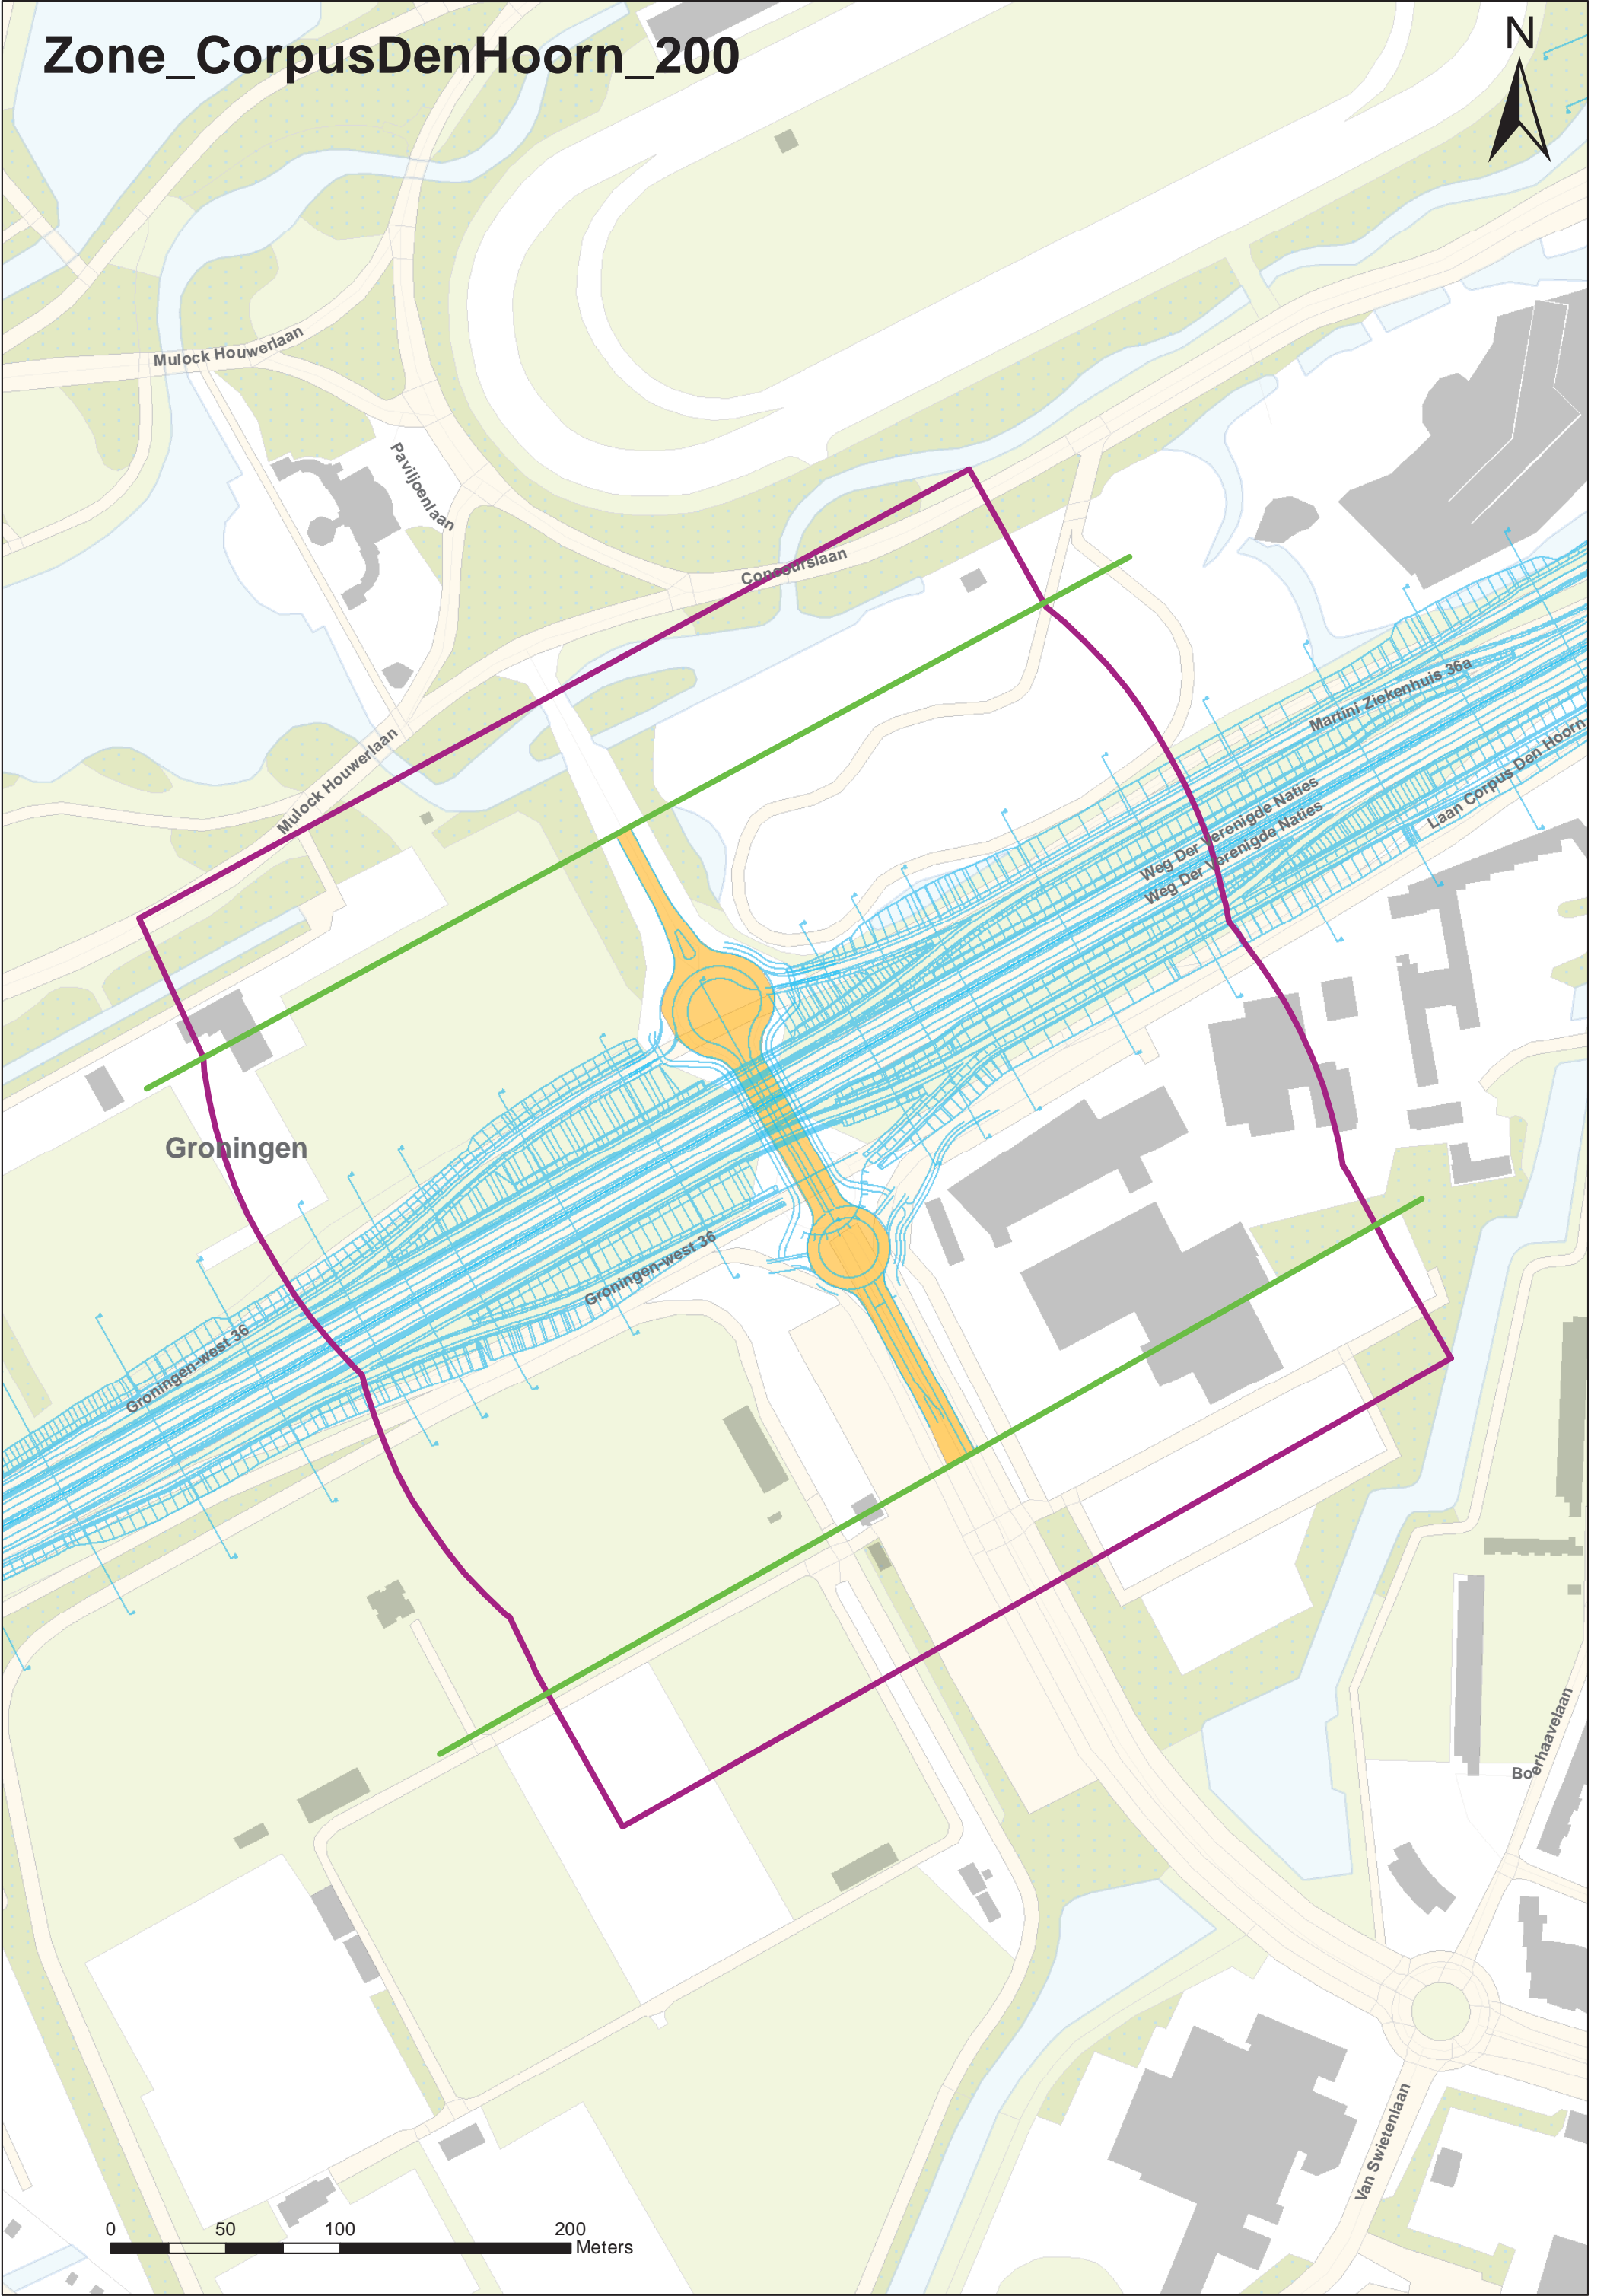 Zone_CorpusDenHoorn_200
N
Mulock Houwerlaan
Paviljoenlaan
Concourslaan
Martini Ziekenhuis 36a
Mulock Houwerlaan
Weg Der Verenigde Naties
Weg Der Verenigde Naties
Laan Corpus Den Hoorn
Groningen
Groningen-west 36
Groningen-west 36
Boerhaavelaan
Van Swietenlaan
0 50 100 200
Meters